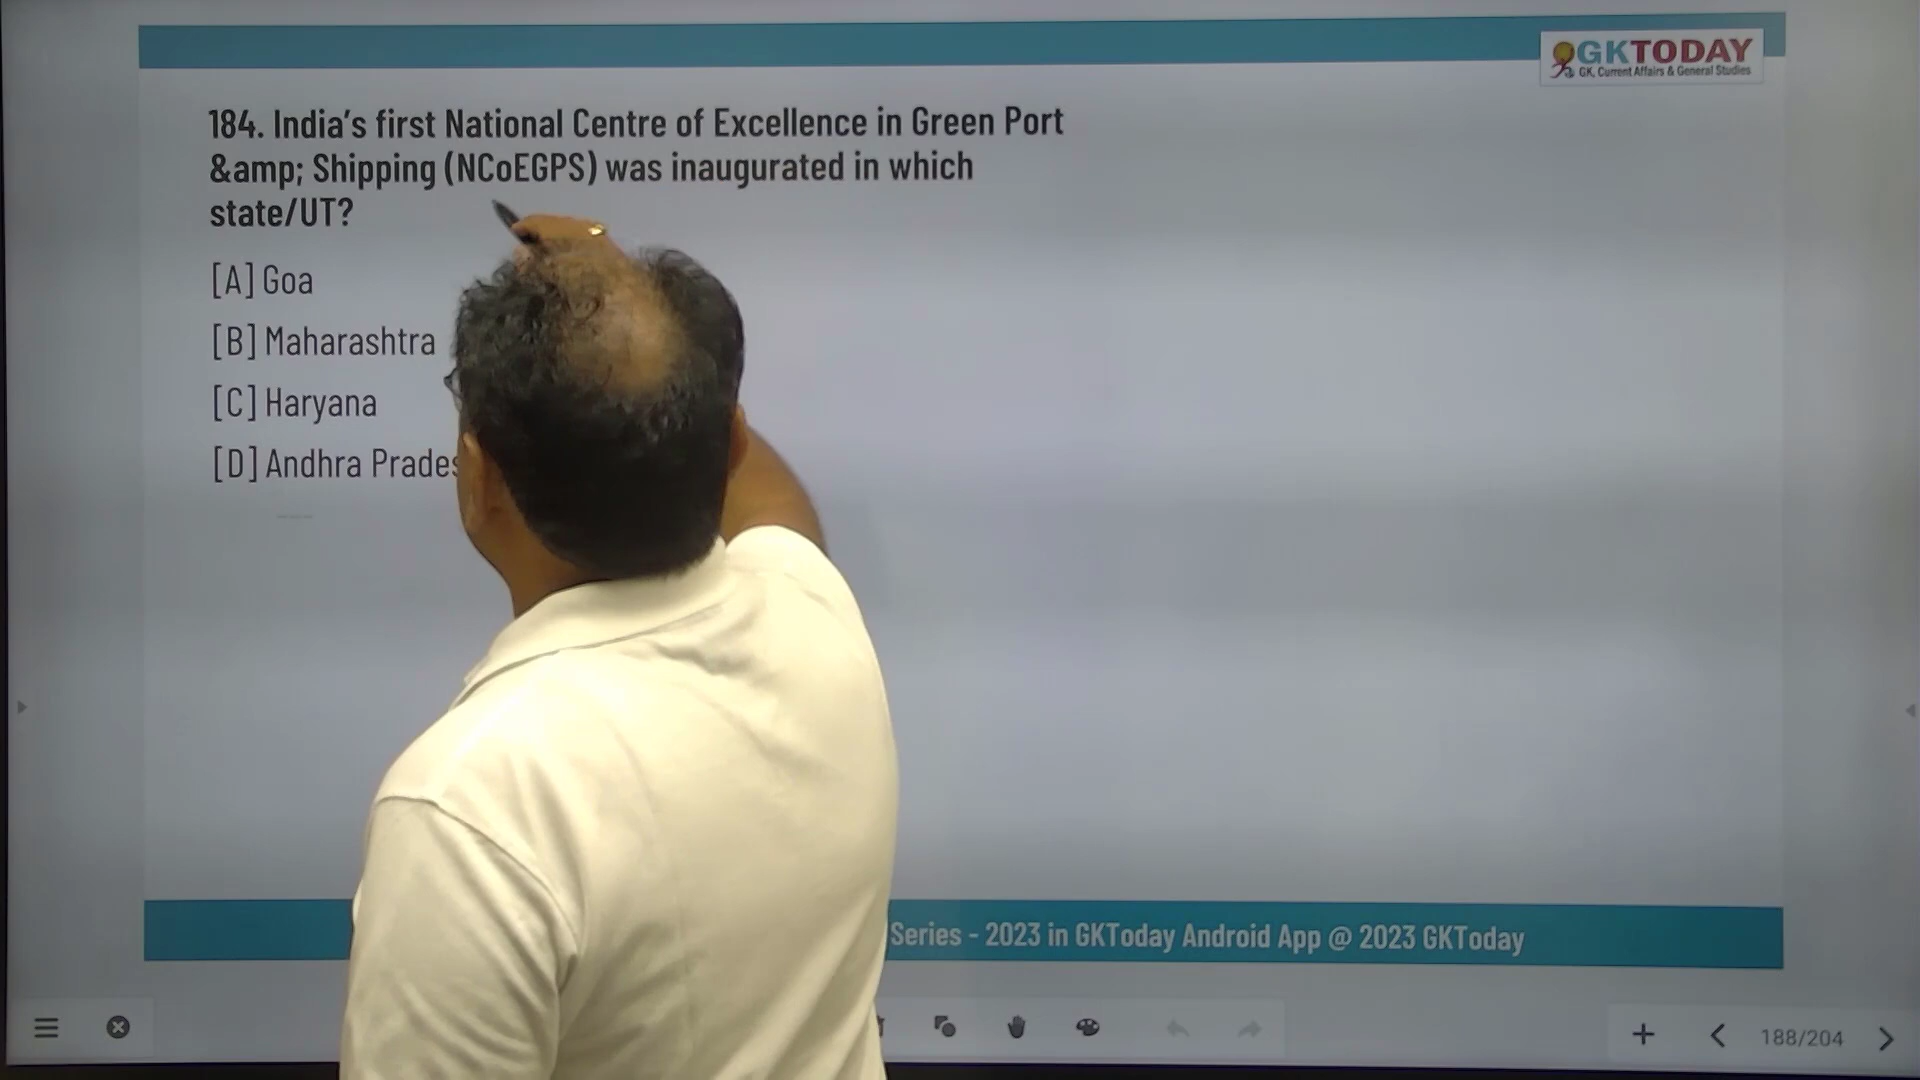 GKTODAY
GK, Current Affairs & General Studies
184. India’s first National Centre of Excellence in Green Port
&amp; Shipping (NCoEGPS) was inaugurated in which
state/UT?
[A] Goa
[B] Maharashtra
[C] Haryana
[D] Andhra
Series - 2023 in GKToday Android App @ 2023 GKToday
188/204